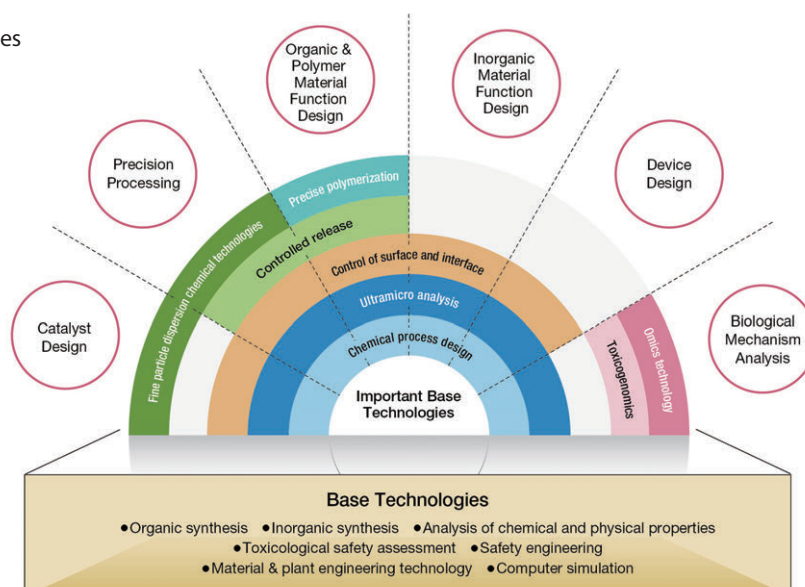 es
Organic &
Polymer
Material
Function
Design
Inorganic
Material
Function
Design
Precision
Processing
Device
Design
Catalyst
Design
Biological
Mechanism
Analysis
Fine particle dispersion chemical technologies
Precise polymerization
Controlled release
Control of surface and interface
Ultramicro analysis
Chemical process design
Toxicogenomics
Omics technology
Important Base
Technologies
Base Technologies
●Organic synthesis ●Inorganic synthesis ●Analysis of chemical and physical properties
●Toxicological safety assessment ●Safety engineering
●Material & plant engineering technology ●Computer simulation